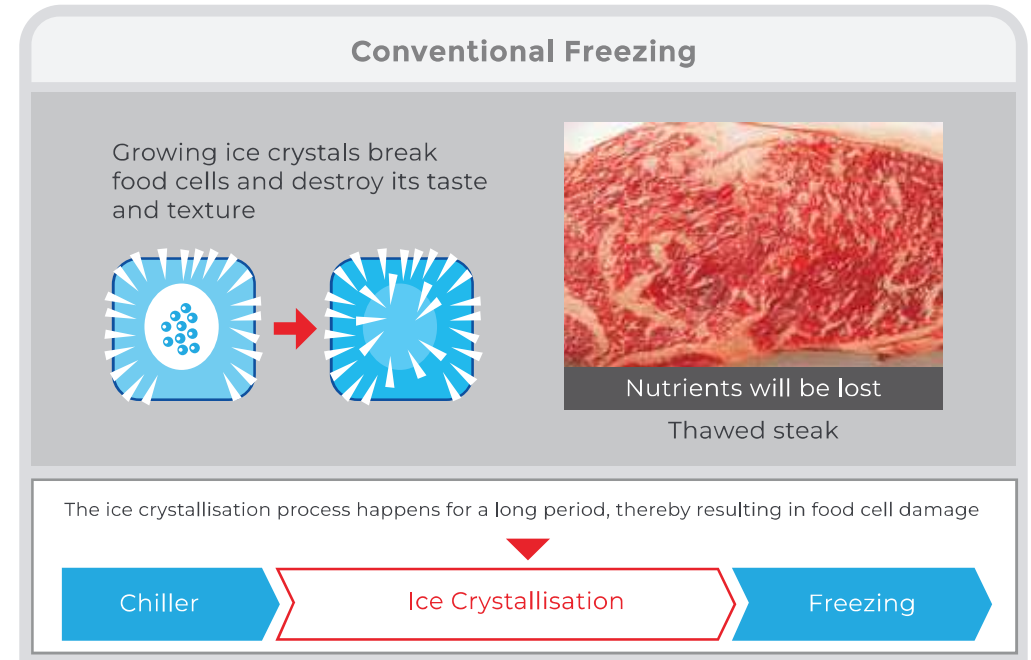 Conventional Freezing
Growing ice crystals break
food cells and destroy its taste
and texture
Nutrients will be lost
Thawed steak
The ice crystallisation process happens for a long period, thereby resulting in food cell damage
Chiller
Ice Crystallisation
Freezing